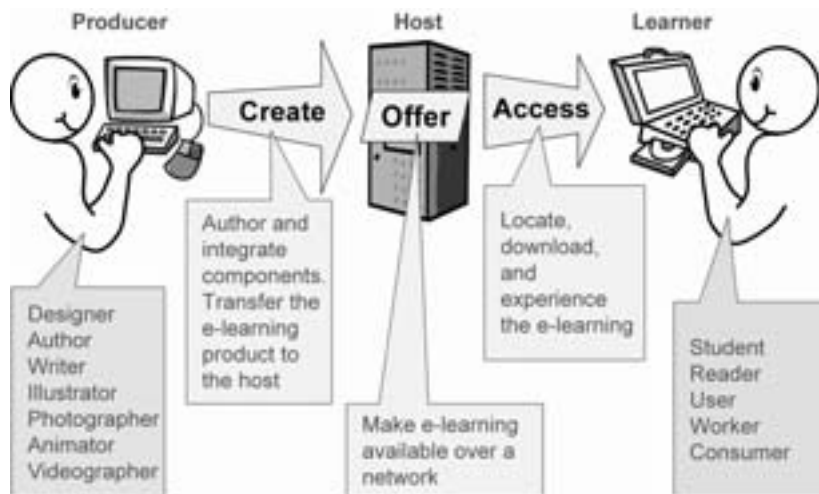 Producer
Host
Learner
Create
Offer
Access
Author and
integrate
components.
Transfer the
e-learning
product to
the host
Locate,
download,
and
experience
the e-learning
Designer
Author
Writer
Illustrator
Photographer
Animator
Videographer
Make e-learning
available over a
network
Student
Reader
User
Worker
Consumer